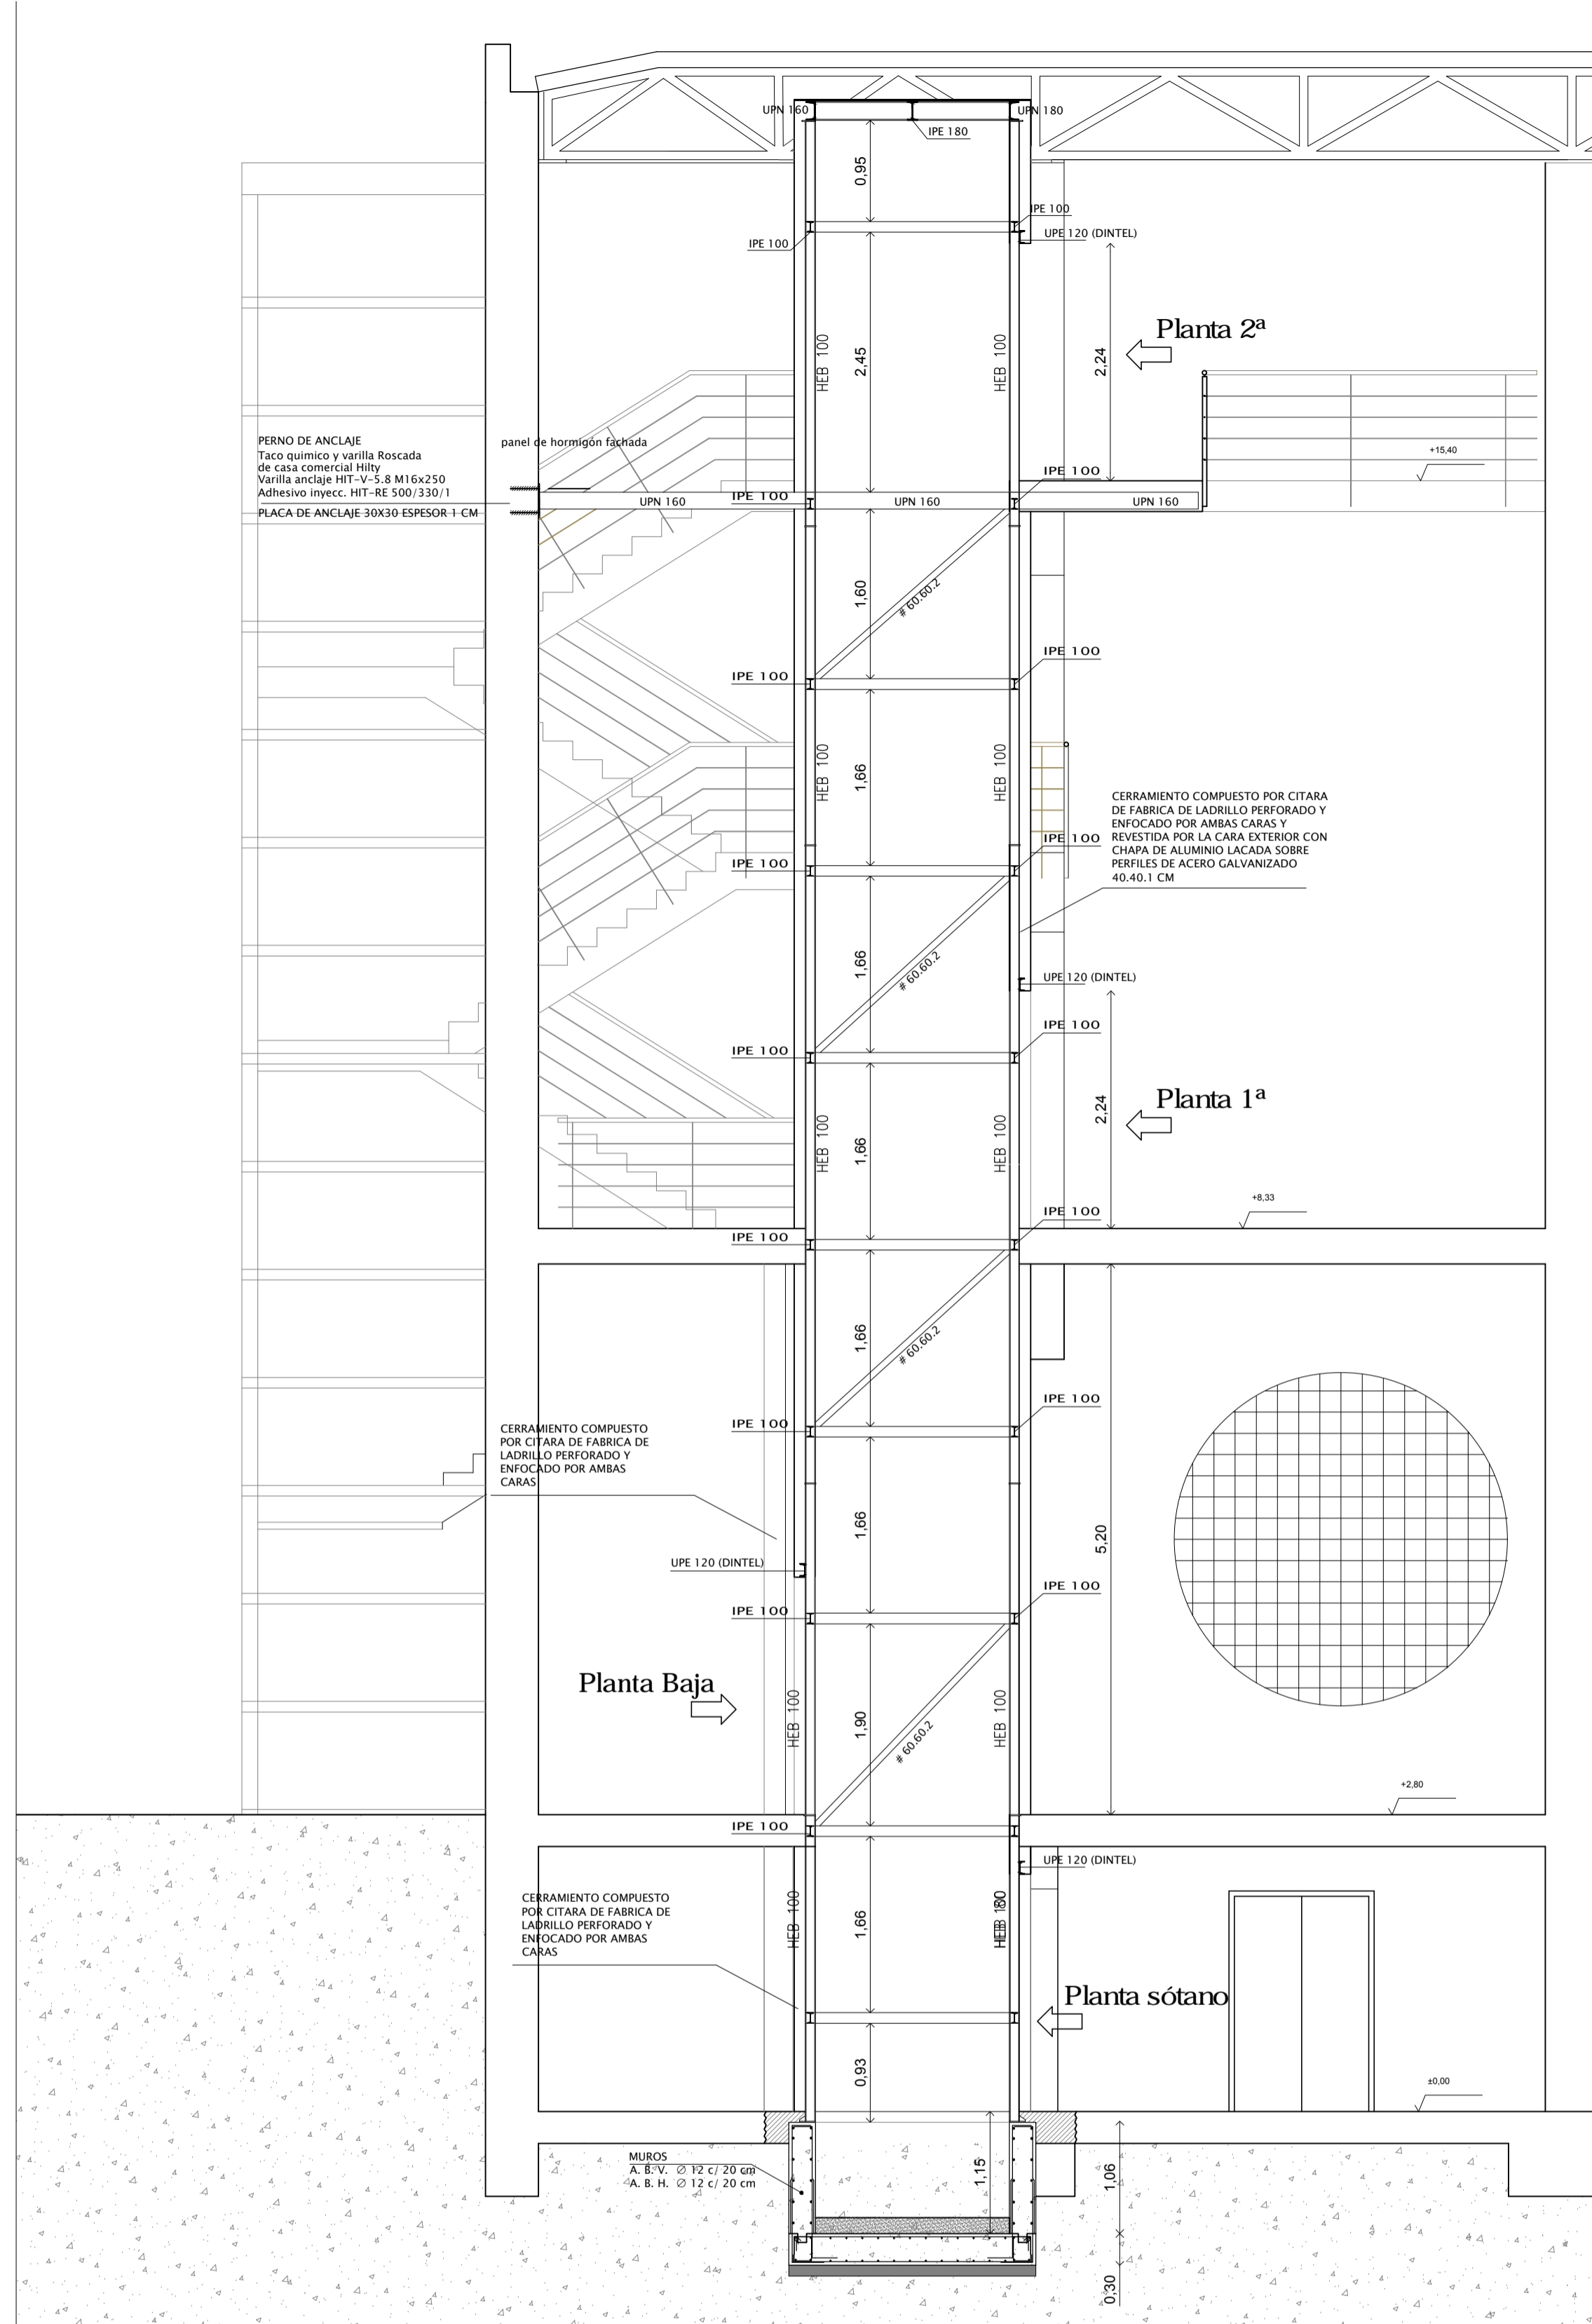 UPN 160
UPN 180
IPE 180
0,95
IPE 100
IPE 100
UPE 120 (DINTEL)
Planta 2ª
HEB 100
2,45
HEB 100
2,24
PERNO DE ANCLAJE
Taco quimico y varilla Roscada
de casa comercial Hilty
Varilla anclaje HIT-V-5.8 M16x250
Adhesivo inyecc. HIT-RE 500/330/1
PLACA DE ANCLAJE 30X30 ESPESOR 1 CM
panel de hormigón fachada
+15,40
IPE 100
IPE 100
UPN 160
UPN 160
UPN 160
1,60
# 60.60.2
IPE 100
IPE 100
HEB 100
1,66
HEB 100
CERRAMIENTO COMPUESTO POR CITARA
DE FABRICA DE LADRILLO PERFORADO Y
ENFOCADO POR AMBAS CARAS Y
REVESTIDA POR LA CARA EXTERIOR CON
CHAPA DE ALUMINIO LACADA SOBRE
PERFILES DE ACERO GALVANIZADO
40.40.1 CM
IPE 100
IPE 100
1,66
# 60.60.2
UPE 120 (DINTEL)
IPE 100
IPE 100
Planta 1ª
HEB 100
1,66
HEB 100
2,24
+8,33
IPE 100
IPE 100
1,66
# 60.60.2
IPE 100
IPE 100
CERRAMIENTO COMPUESTO
POR CITARA DE FABRICA DE
LADRILLO PERFORADO Y
ENFOCADO POR AMBAS
CARAS
1,66
5,20
UPE 120 (DINTEL)
IPE 100
IPE 100
Planta Baja
HEB 100
1,90
# 60.60.2
HEB 100
+2,80
IPE 100
UPE 120 (DINTEL)
CERRAMIENTO COMPUESTO
POR CITARA DE FABRICA DE
LADRILLO PERFORADO Y
ENFOCADO POR AMBAS
CARAS
HEB 100
1,66
HEB
Planta sótano
0,93
±0,00
MUROS
A. B. V. ∅ 12 c/ 20 cm
A. B. H. ∅ 12 c/ 20 cm
1,15
1,06
0,30